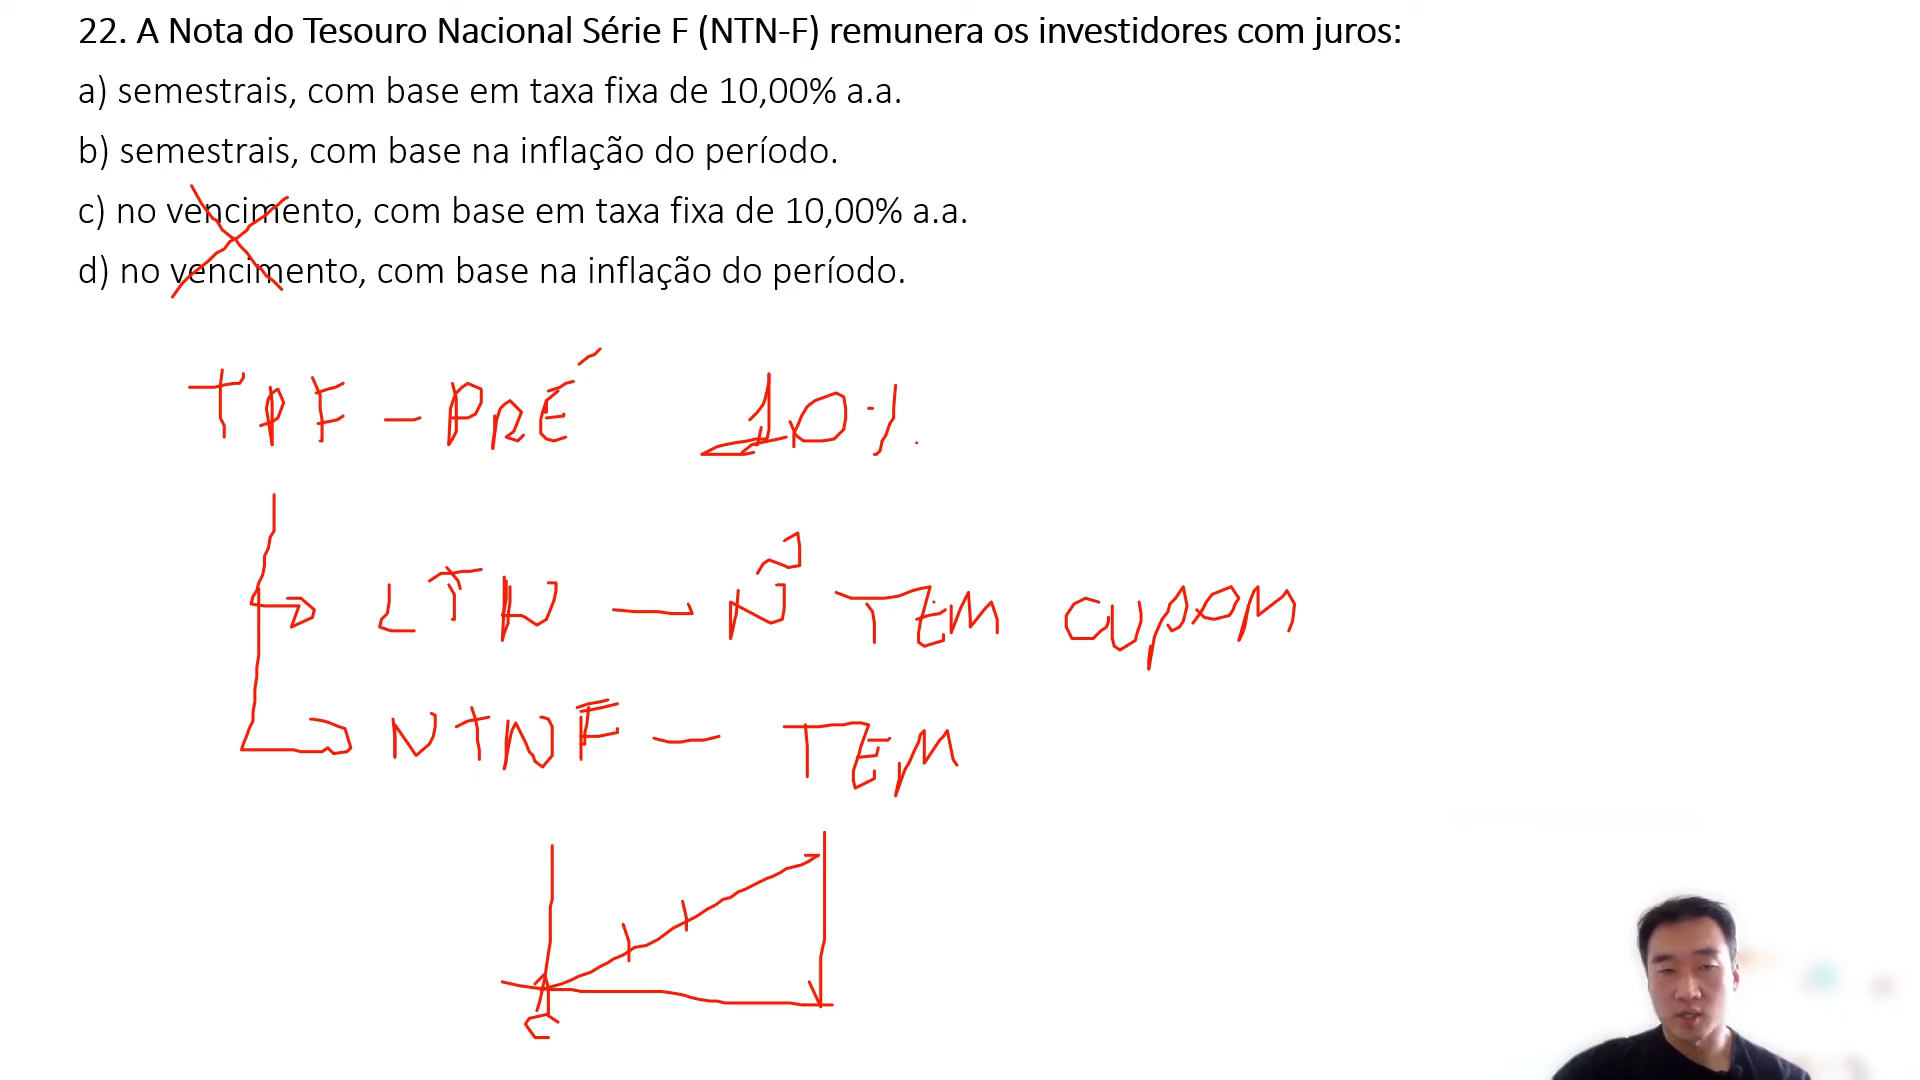 22. A Nota do Tesouro Nacional Série F (NTN-F) remunera os investidores com juros:
a) semestrais, com base em taxa fixa de 10,00% a.a.
b) semestrais, com base na inflação do período.
c) no vencimento, com base em taxa fixa de 10,00% a.a.
d) no vencimento, com base na inflação do período.
TPF - PRÉ 10%
LTN - Ñ TEM CUPOM
NTNF - TEM
C